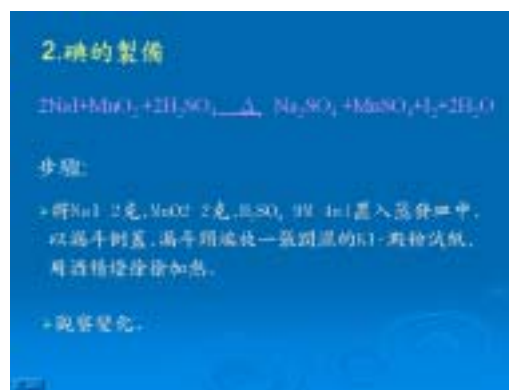 2.碘的製備
2NaI+MnO₂+2H₂SO₄ Δ Na₂SO₄+MnSO₄+I₂+2H₂O
步驟:
將NaI 2克,MnO2 2克,H₂SO₄ 9M 4ml置入蒸發皿中,
以漏斗倒蓋,漏斗頸端放一張潤濕的KI-澱粉試紙,
用酒精燈徐徐加熱。
觀察變化。